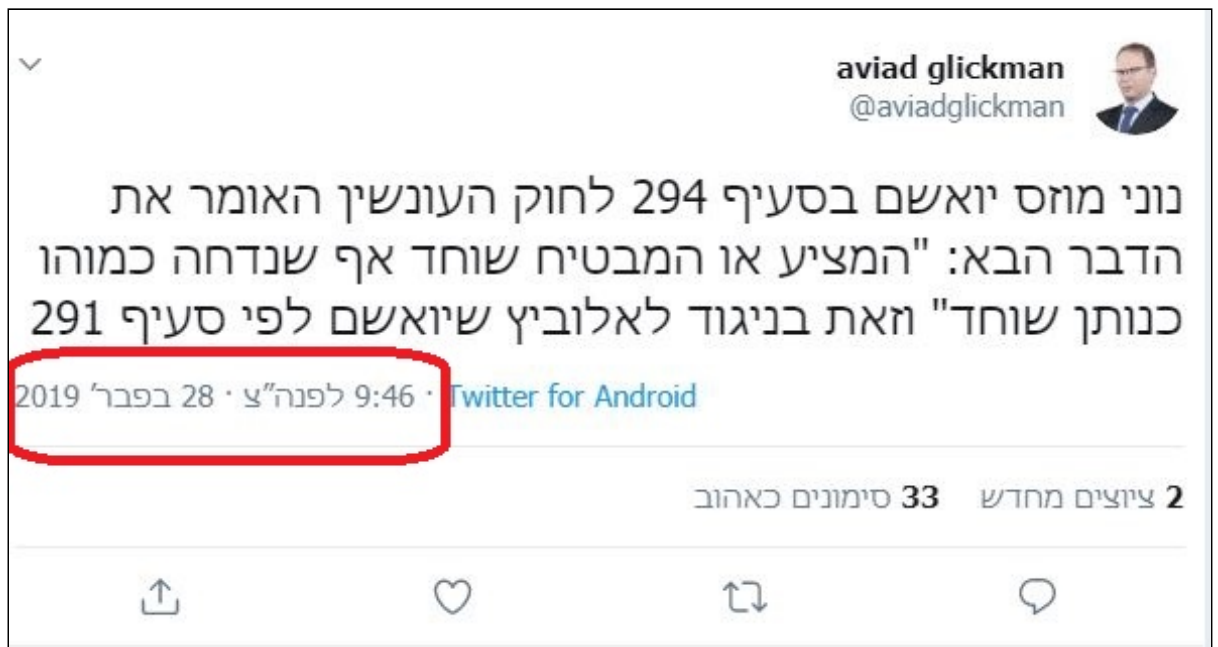 aviad glickman
@aviadglickman
נוני מוזס יואשם בסעיף 294 לחוק העונשין האומר את
הדבר הבא: "המציע או המבטיח שוחד אף שנדחה כמוהו
כנותן שוחד" וזאת בניגוד לאלוביץ שיואשם לפי סעיף 291
9:46 לפנה"צ · 28 בפבר' 2019 · Twitter for Android
2 ציוצים מחדש 33 סימונים כאהוב